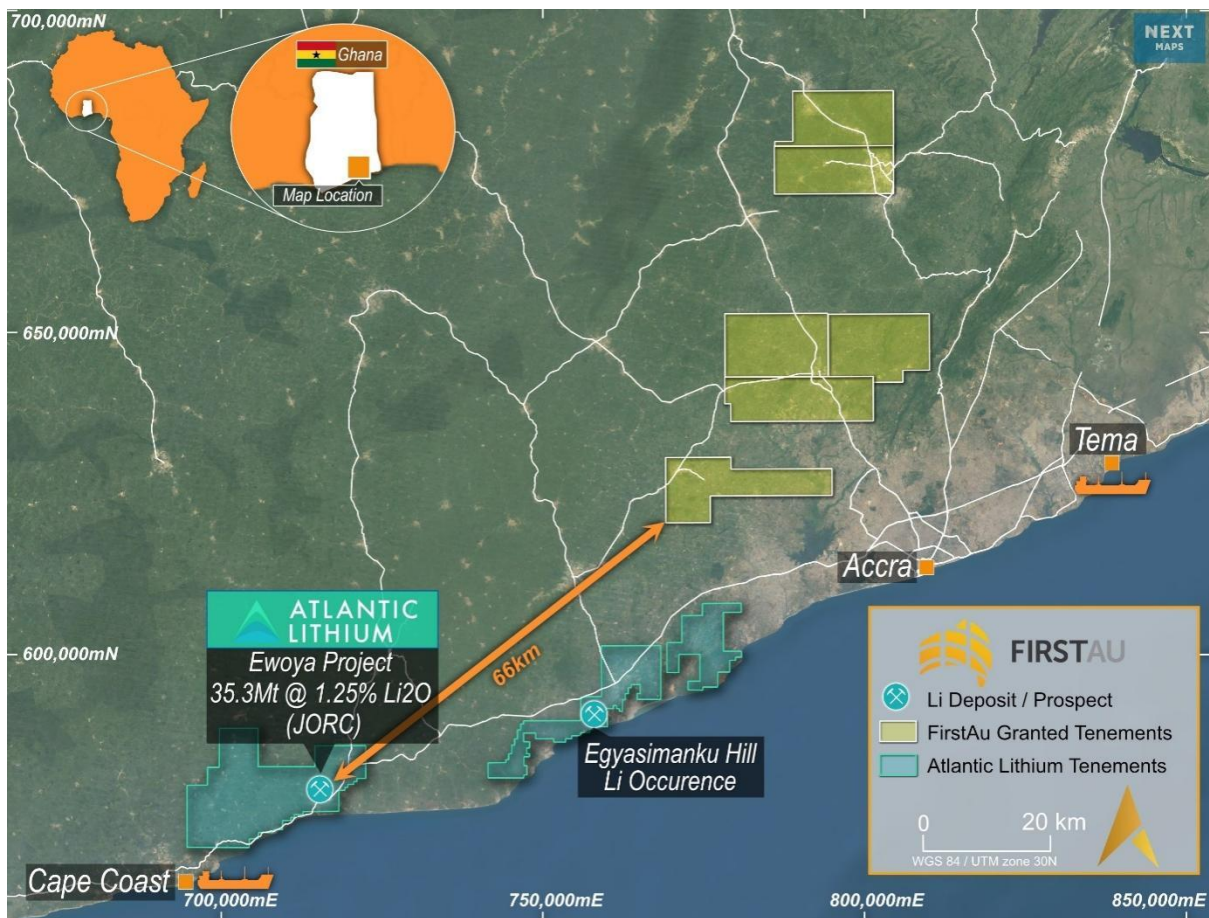 700,000mN
NEXT
MAPS
Ghana
Map Location
650,000mN
Tema
Accra
ATLANTIC
LITHIUM
Ewoya Project
35.3Mt @ 1.25% Li2O
(JORC)
66km
600,000mN
Egyasimanku Hill
Li Occurence
FIRSTAU
Li Deposit / Prospect
FirstAu Granted Tenements
Atlantic Lithium Tenements
0 20 km
WGS 84 / UTM zone 30N
Cape Coast
700,000mE
750,000mE
800,000mE
850,000mE